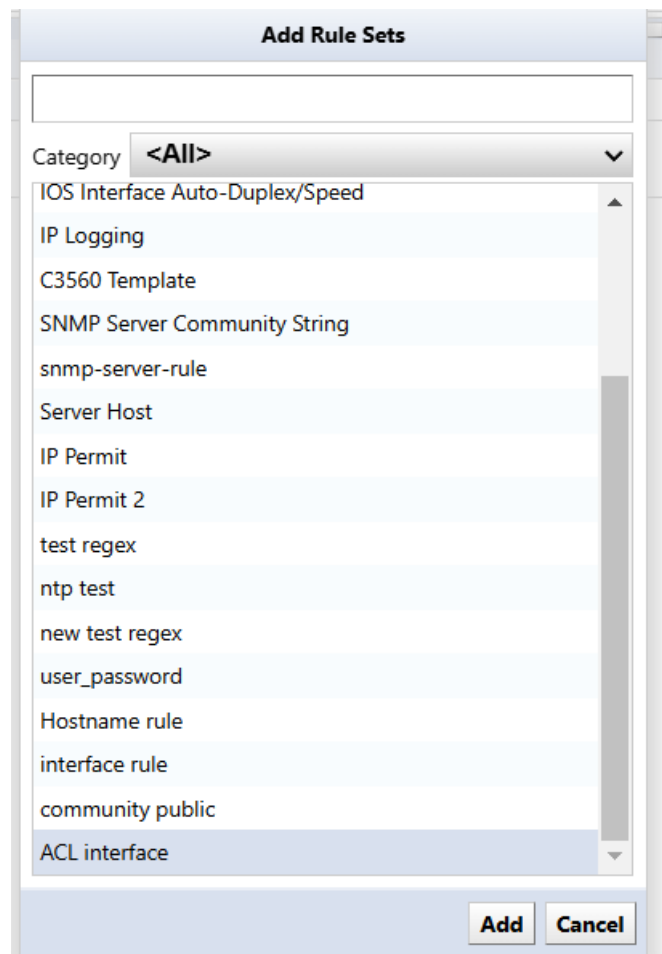 Add Rule Sets
Category <All>
IOS Interface Auto-Duplex/Speed
IP Logging
C3560 Template
SNMP Server Community String
snmp-server-rule
Server Host
IP Permit
IP Permit 2
test regex
ntp test
new test regex
user_password
Hostname rule
interface rule
community public
ACL interface
Add Cancel